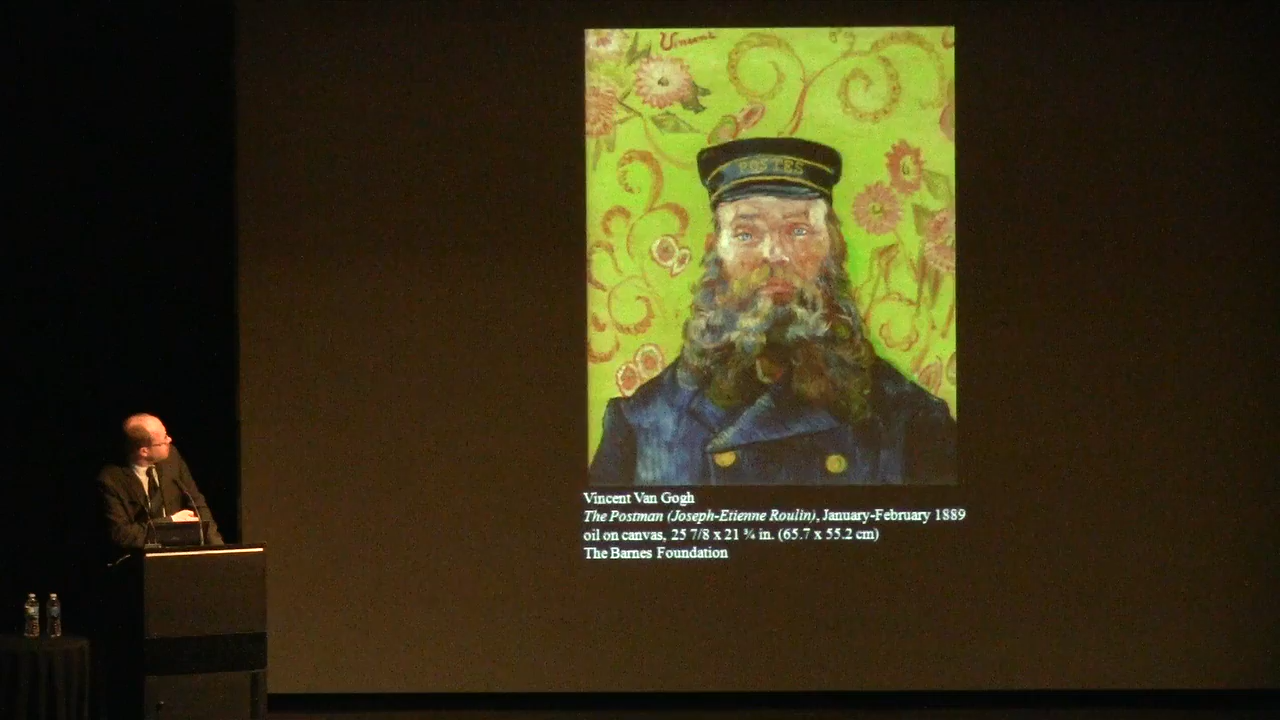 Vincent
POSTES
Vincent Van Gogh
The Postman (Joseph-Etienne Roulin), January-February 1889
oil on canvas, 25 7/8 x 21 ¾ in. (65.7 x 55.2 cm)
The Barnes Foundation